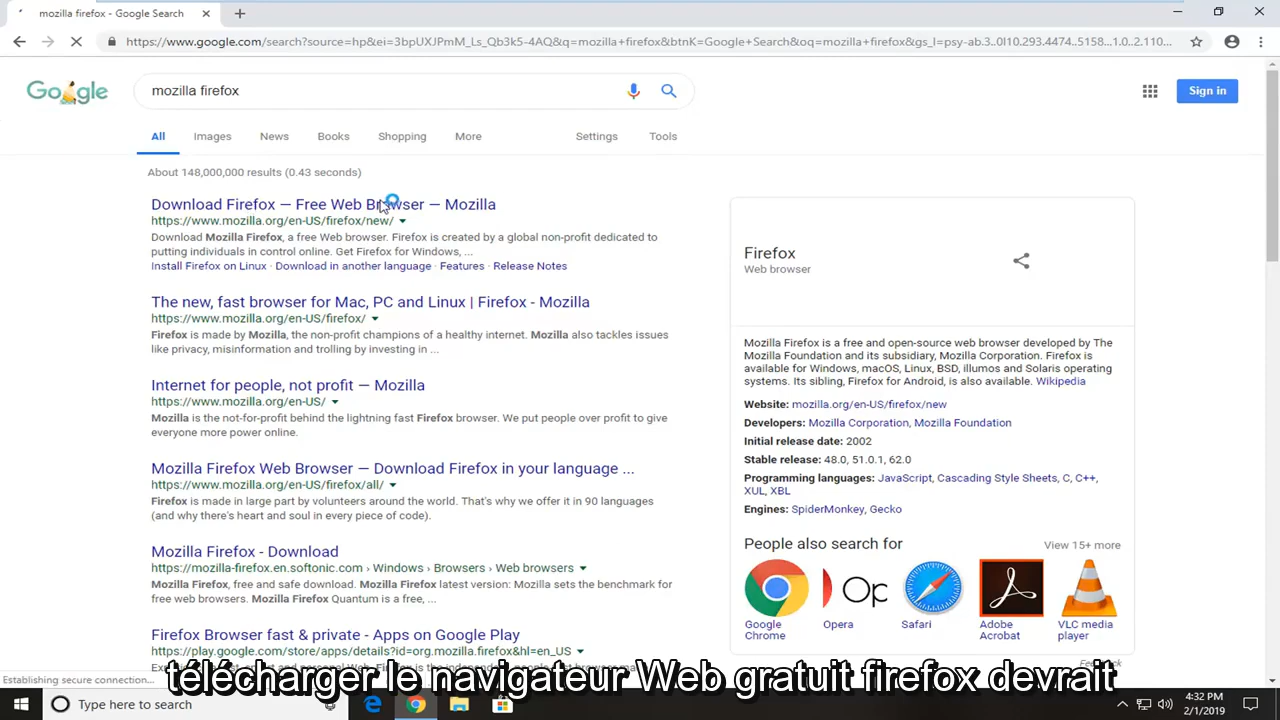 mozilla firefox - Google Search
https://www.google.com/search?source=hp&ei=3bpUXJPmM_Ls_Qb3k5-4AQ&q=mozilla+firefox&btnK=Google Search&oq=mozilla+firefox&gs_l=psy-ab.3..0l10.293.4474..5158...1.0..2.110...
Google
mozilla firefox
Sign in
All Images News Books Shopping More Settings Tools
About 148,000,000 results (0.43 seconds)
Download Firefox — Free Web Browser — Mozilla
https://www.mozilla.org/en-US/firefox/new/
Download Mozilla Firefox, a free Web browser. Firefox is created by a global non-profit dedicated to
putting individuals in control online. Get Firefox for Windows, ...
Install Firefox on Linux · Download in another language · Features · Release Notes
The new, fast browser for Mac, PC and Linux | Firefox - Mozilla
https://www.mozilla.org/en-US/firefox/
Firefox is made by Mozilla, the non-profit champions of a healthy internet. Mozilla also tackles issues
like privacy, misinformation and trolling by investing in ...
Internet for people, not profit — Mozilla
https://www.mozilla.org/en-US/
Mozilla is the not-for-profit behind the lightning fast Firefox browser. We put people over profit to give
everyone more power online.
Mozilla Firefox Web Browser — Download Firefox in your language ...
https://www.mozilla.org/en-US/firefox/all/
Firefox is made in large part by volunteers around the world. That's why we offer it in 90 languages
(and why there's heart and soul in every piece of code).
Mozilla Firefox - Download
https://mozilla-firefox.en.softonic.com › Windows › Browsers › Web browsers
Mozilla Firefox, free and safe download. Mozilla Firefox latest version: Mozilla sets the benchmark for
free web browsers. Mozilla Firefox Quantum is a free, ...
Firefox Browser fast & private - Apps on Google Play
https://play.google.com/store/apps/details?id=org.mozilla.firefox&hl=en_US
Firefox
Web browser
Mozilla Firefox is a free and open-source web browser developed by The
Mozilla Foundation and its subsidiary, Mozilla Corporation. Firefox is
available for Windows, macOS, Linux, BSD, illumos and Solaris operating
systems. Its sibling, Firefox for Android, is also available. Wikipedia
Website: mozilla.org/en-US/firefox/new
Developers: Mozilla Corporation, Mozilla Foundation
Initial release date: 2002
Stable release: 48.0, 51.0.1, 62.0
Programming languages: JavaScript, Cascading Style Sheets, C, C++,
XUL, XBL
Engines: SpiderMonkey, Gecko
People also search for View 15+ more
Op
Google
Chrome
Opera
Safari
Adobe
Acrobat
VLC media
player
Feedback
télécharger le navigateur Web gratuit firefox devrait
Establishing secure connection...
Type here to search
4:32 PM
2/1/2019